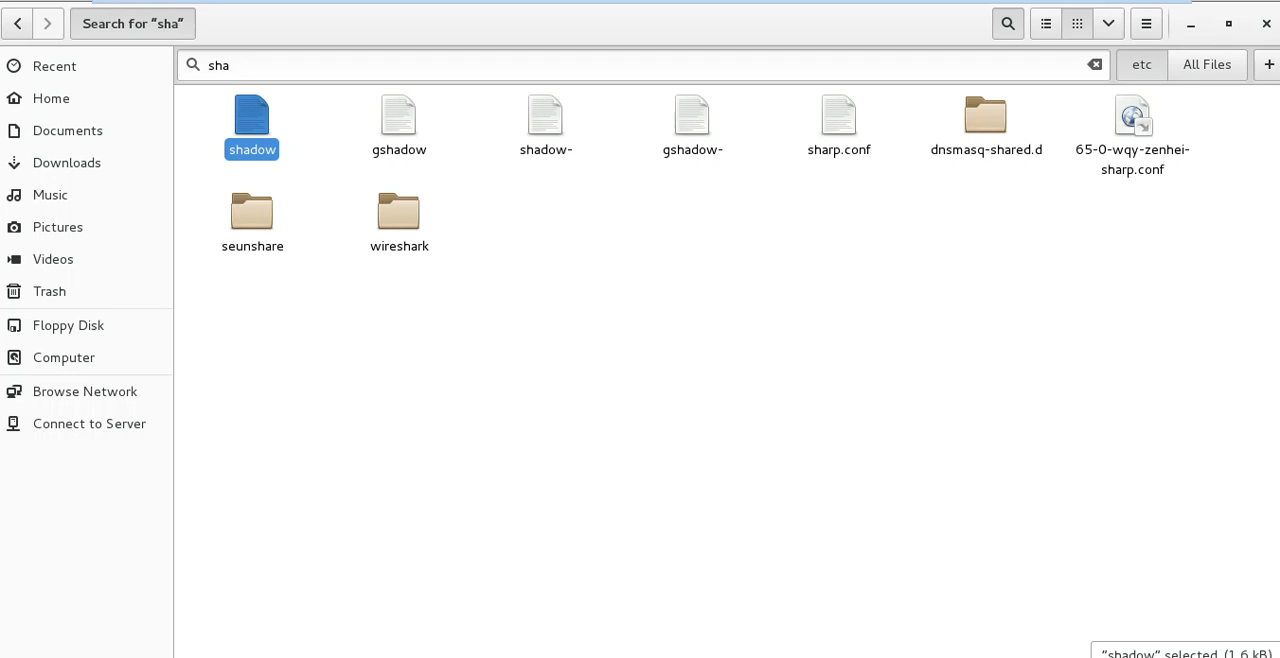 Search for "sha"
sha
etc
All Files
Recent
Home
Documents
Downloads
Music
Pictures
Videos
Trash
Floppy Disk
Computer
Browse Network
Connect to Server
shadow
gshadow
shadow-
gshadow-
sharp.conf
dnsmasq-shared.d
65-0-wqy-zenhei-
sharp.conf
seunshare
wireshark
"shadow" selected (1.6 kB)